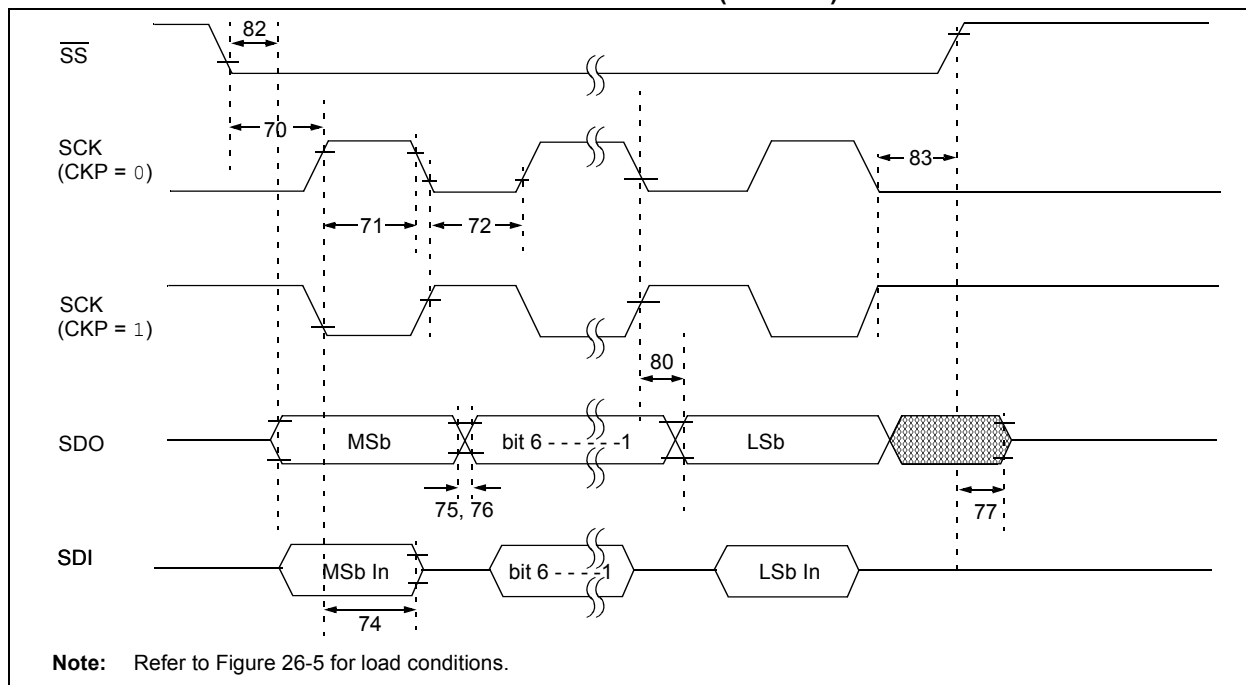 82
SS
70
SCK
(CKP = 0)
83
71
72
SCK
(CKP = 1)
80
SDO
MSb
bit 6 - - - - - -1
LSb
75, 76
77
SDI
MSb In
bit 6 - - - -1
LSb In
74
Note: Refer to Figure 26-5 for load conditions.